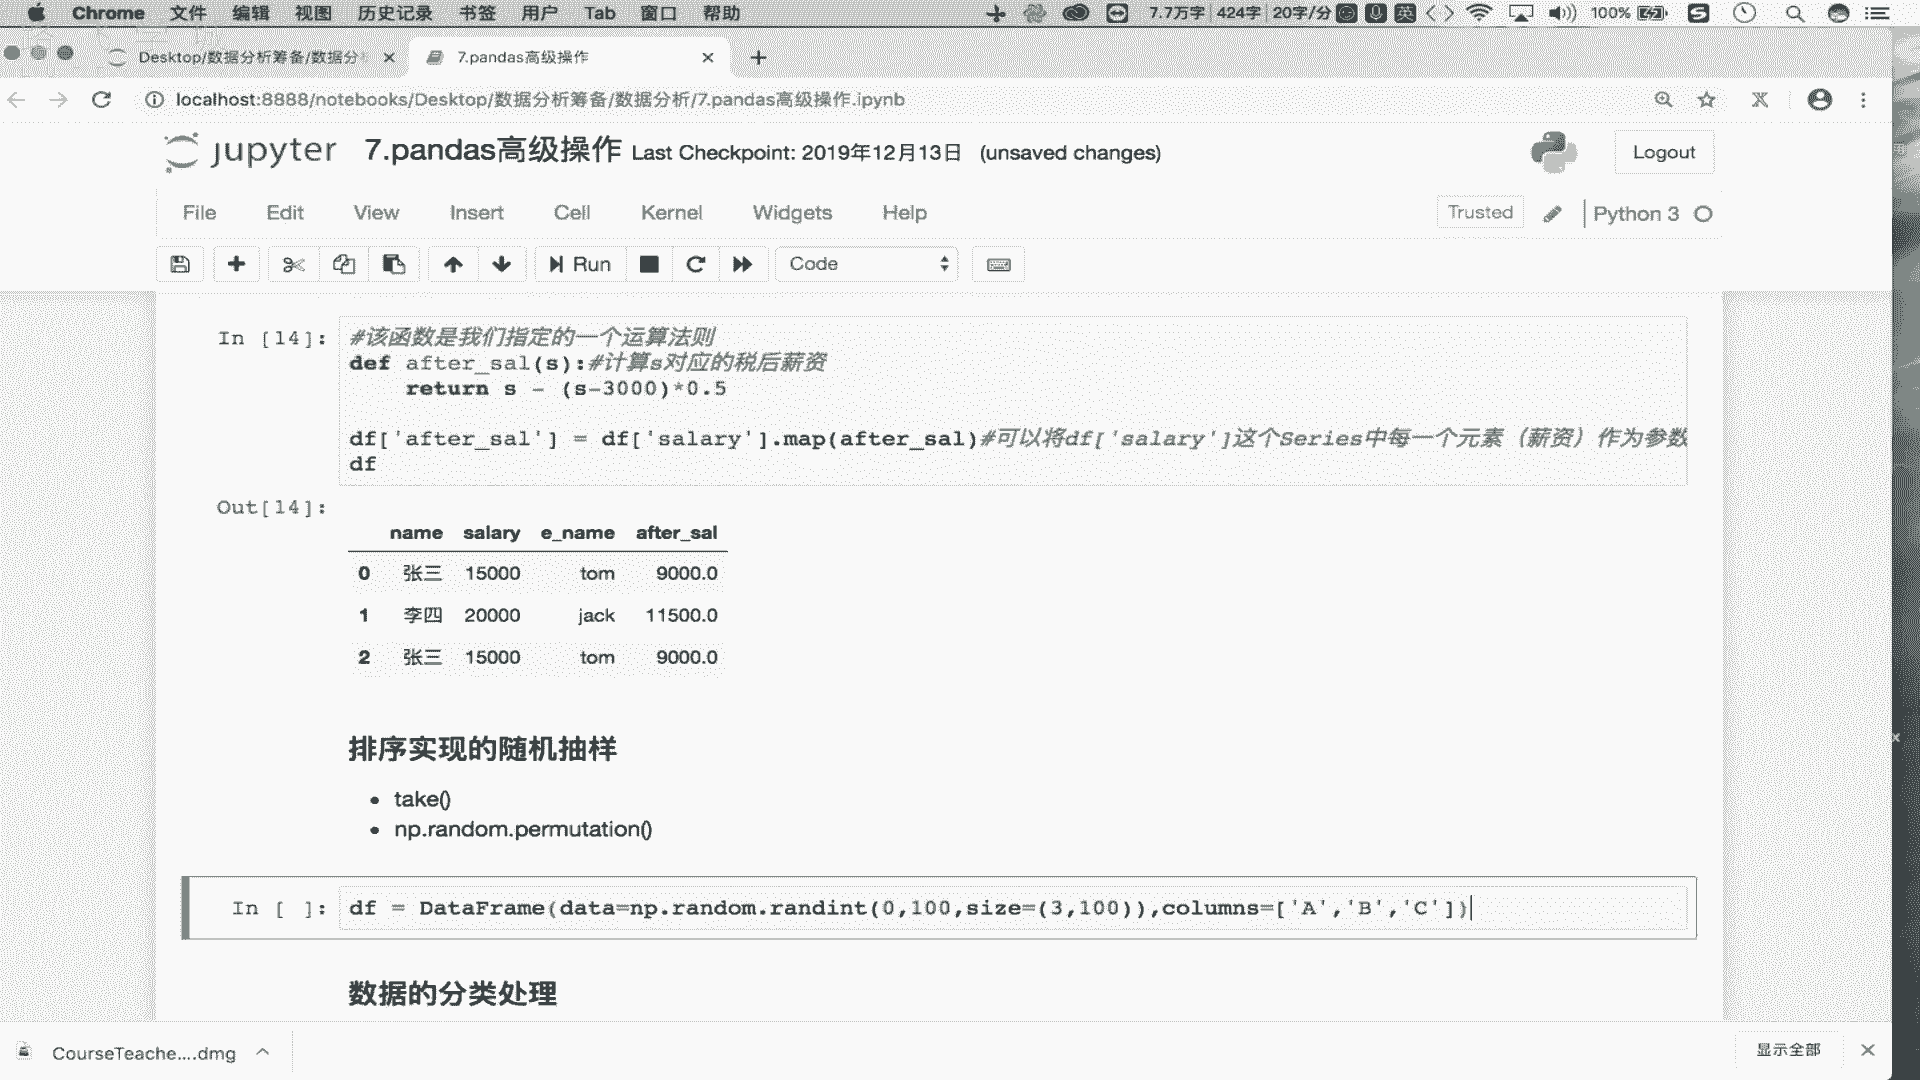 Chrome 文件 编辑 视图 历史记录 书签 用户 Tab 窗口 帮助 7.7万字 424字 20字/分 英 100%
Desktop/数据分析筹备/数据分 7.pandas高级操作
localhost:8888/notebooks/Desktop/数据分析筹备/数据分析/7.pandas高级操作.ipynb
jupyter 7.pandas高级操作 Last Checkpoint: 2019年12月13日 (unsaved changes) Logout
File Edit View Insert Cell Kernel Widgets Help Trusted Python 3
Run Code
In [14]: #该函数是我们指定的一个运算法则
def after_sal(s):#计算s对应的税后薪资
return s - (s-3000)*0.5
df['after_sal'] = df['salary'].map(after_sal)#可以将df['salary']这个Series中每一个元素（薪资）作为参数
df
Out[14]:
name salary e_name after_sal
0 张三 15000 tom 9000.0
1 李四 20000 jack 11500.0
2 张三 15000 tom 9000.0
排序实现的随机抽样
• take()
• np.random.permutation()
In [ ]: df = DataFrame(data=np.random.randint(0,100,size=(3,100)),columns=['A','B','C'])
数据的分类处理
CourseTeache....dmg 显示全部